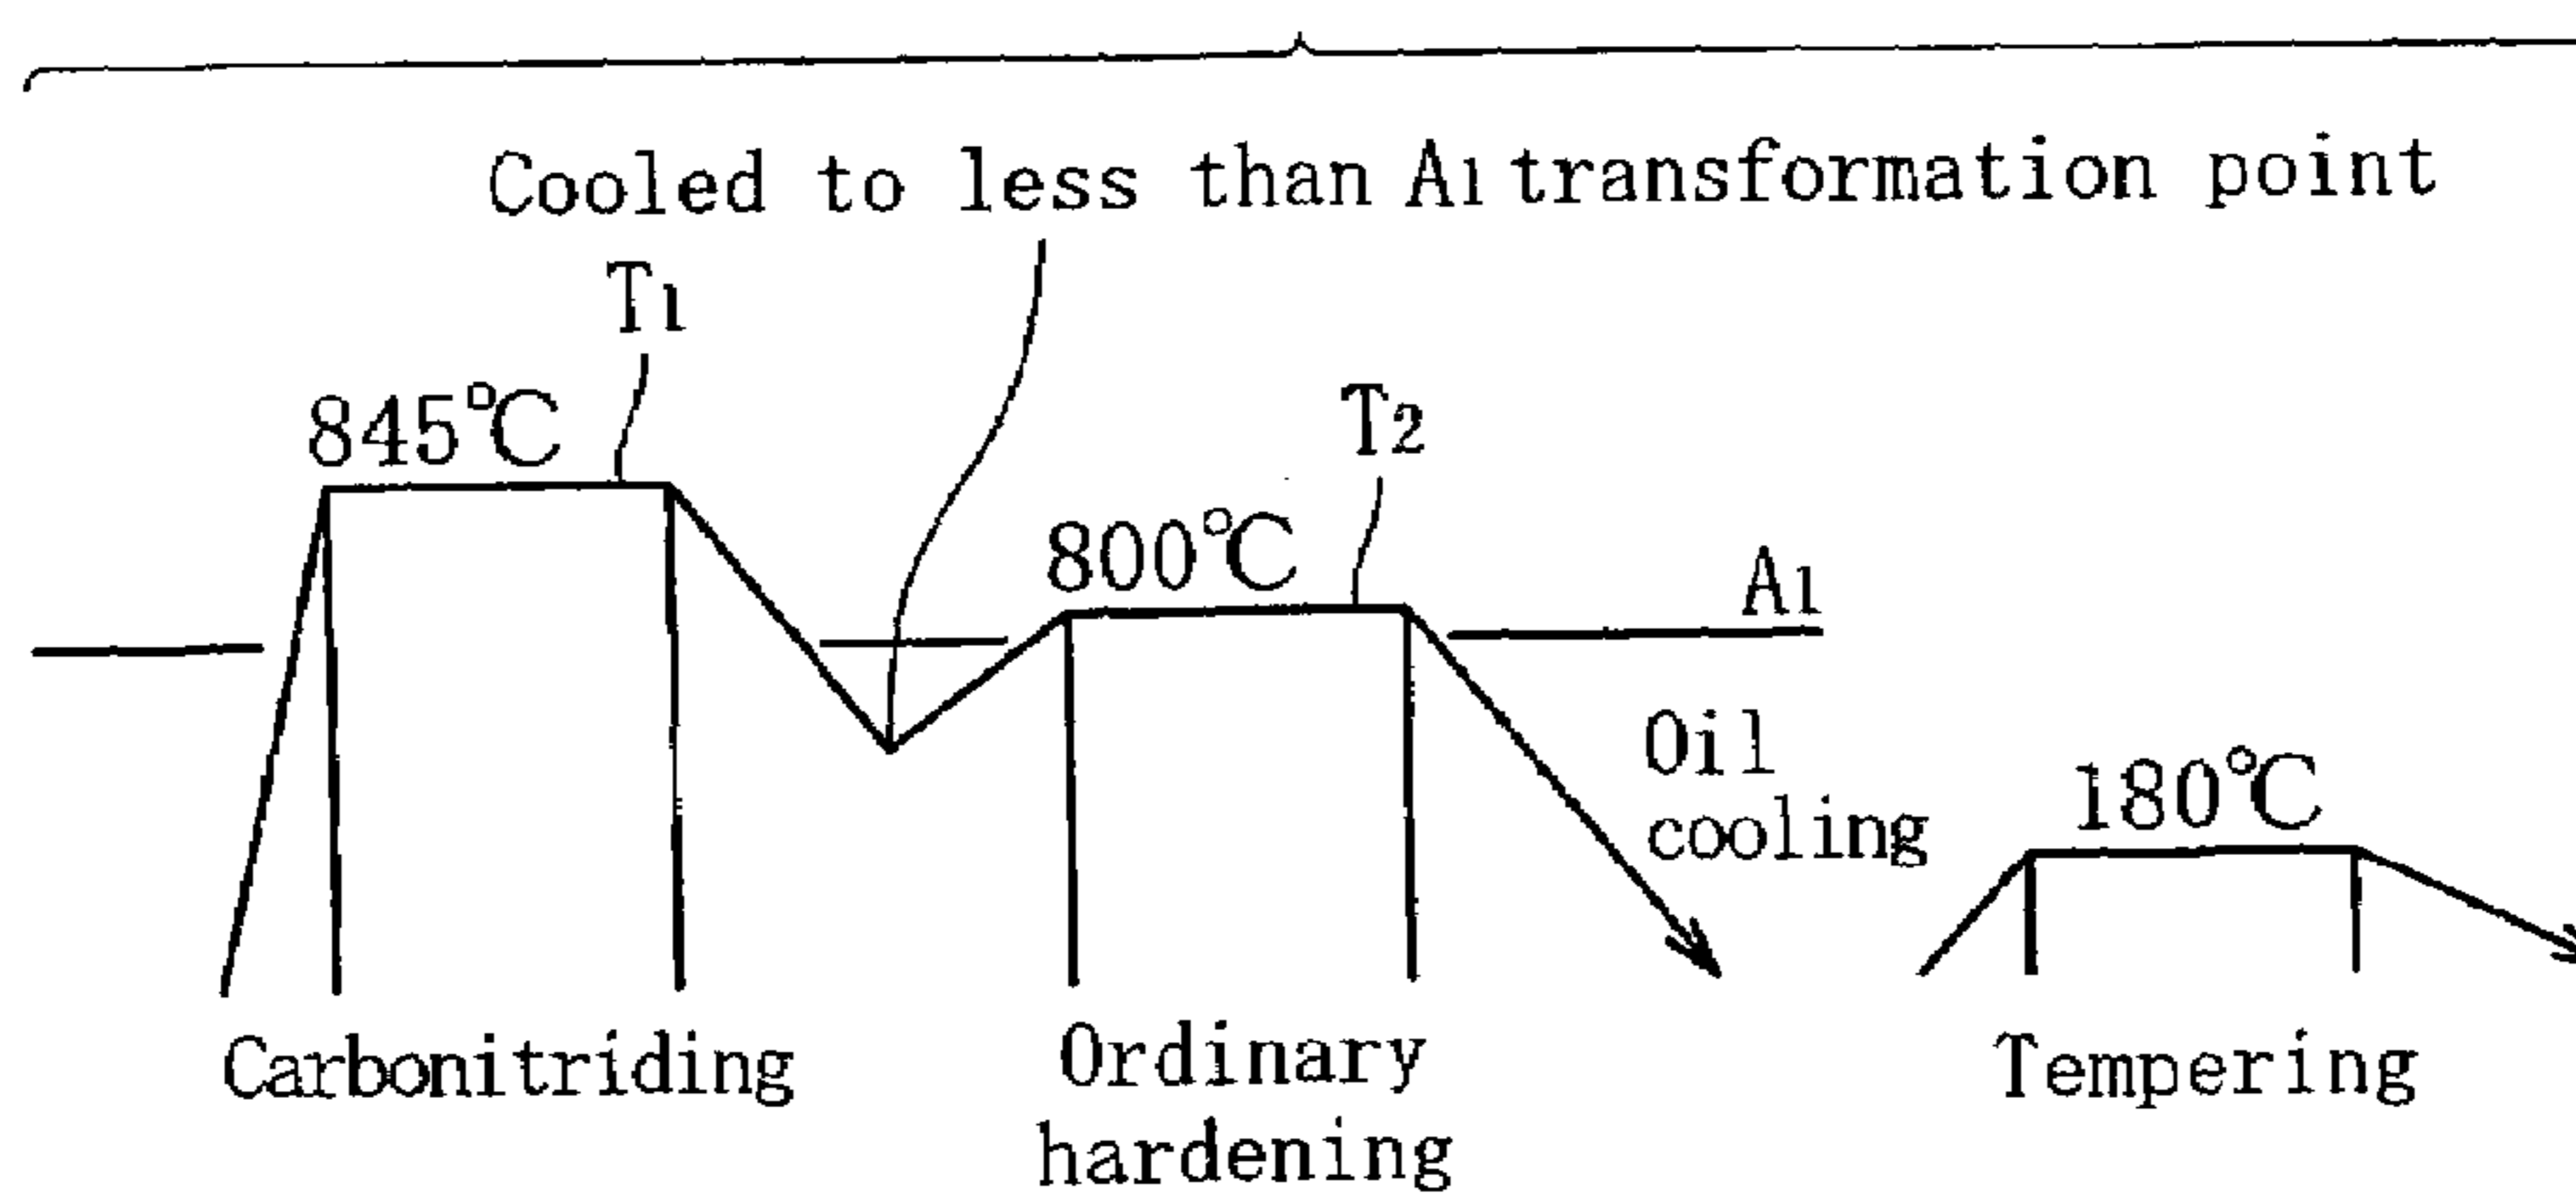 Cooled to less than A1 transformation point
T1
845℃
T2
800℃
A1
Oil
cooling
180℃
Carbonitriding
Ordinary
hardening
Tempering